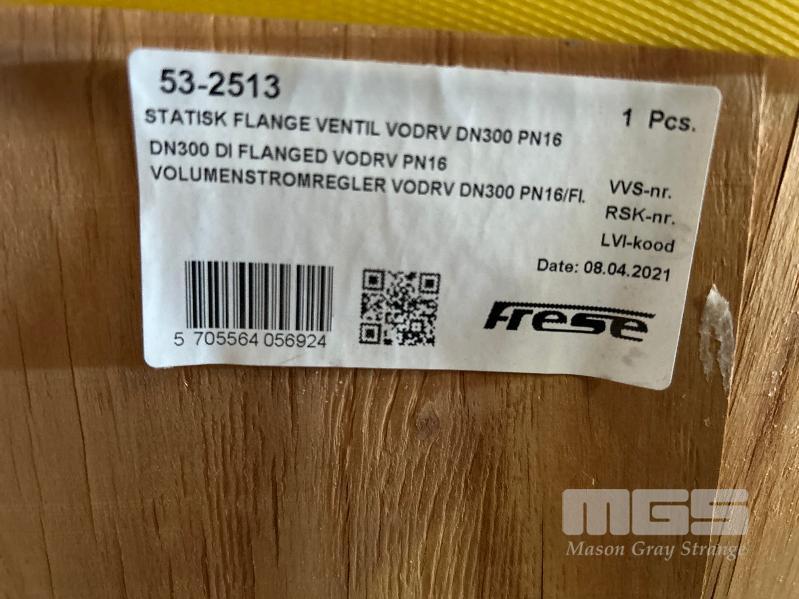 53-2513
1 Pcs.
STATISK FLANGE VENTIL VODRV DN300 PN16
DN300 DI FLANGED VODRV PN16
VOLUMENSTROMREGLER VODRV DN300 PN16/Fl.
VVS-nr.
RSK-nr.
LVI-kood
Date: 08.04.2021
5 705564 056924
Frese
MGS
Mason Gray Strange